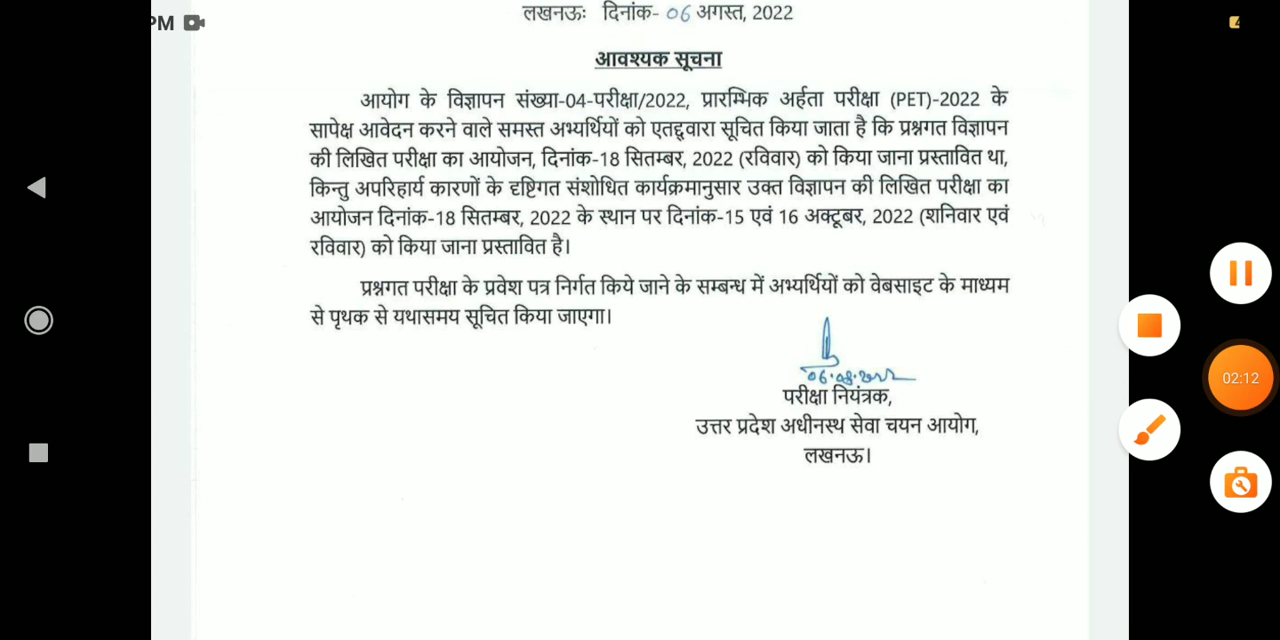 PM
लखनऊः दिनांक- 06 अगस्त, 2022
आवश्यक सूचना
आयोग के विज्ञापन संख्या-04-परीक्षा/2022, प्रारम्भिक अर्हता परीक्षा (PET)-2022 के
सापेक्ष आवेदन करने वाले समस्त अभ्यर्थियों को एतद्द्वारा सूचित किया जाता है कि प्रश्नगत विज्ञापन
की लिखित परीक्षा का आयोजन, दिनांक-18 सितम्बर, 2022 (रविवार) को किया जाना प्रस्तावित था,
किन्तु अपरिहार्य कारणों के दृष्टिगत संशोधित कार्यक्रमानुसार उक्त विज्ञापन की लिखित परीक्षा का
आयोजन दिनांक-18 सितम्बर, 2022 के स्थान पर दिनांक-15 एवं 16 अक्टूबर, 2022 (शनिवार एवं
रविवार) को किया जाना प्रस्तावित है।
प्रश्नगत परीक्षा के प्रवेश पत्र निर्गत किये जाने के सम्बन्ध में अभ्यर्थियों को वेबसाइट के माध्यम
से पृथक से यथासमय सूचित किया जाएगा।
06.08.2022
परीक्षा नियंत्रक,
उत्तर प्रदेश अधीनस्थ सेवा चयन आयोग,
लखनऊ।
02:12